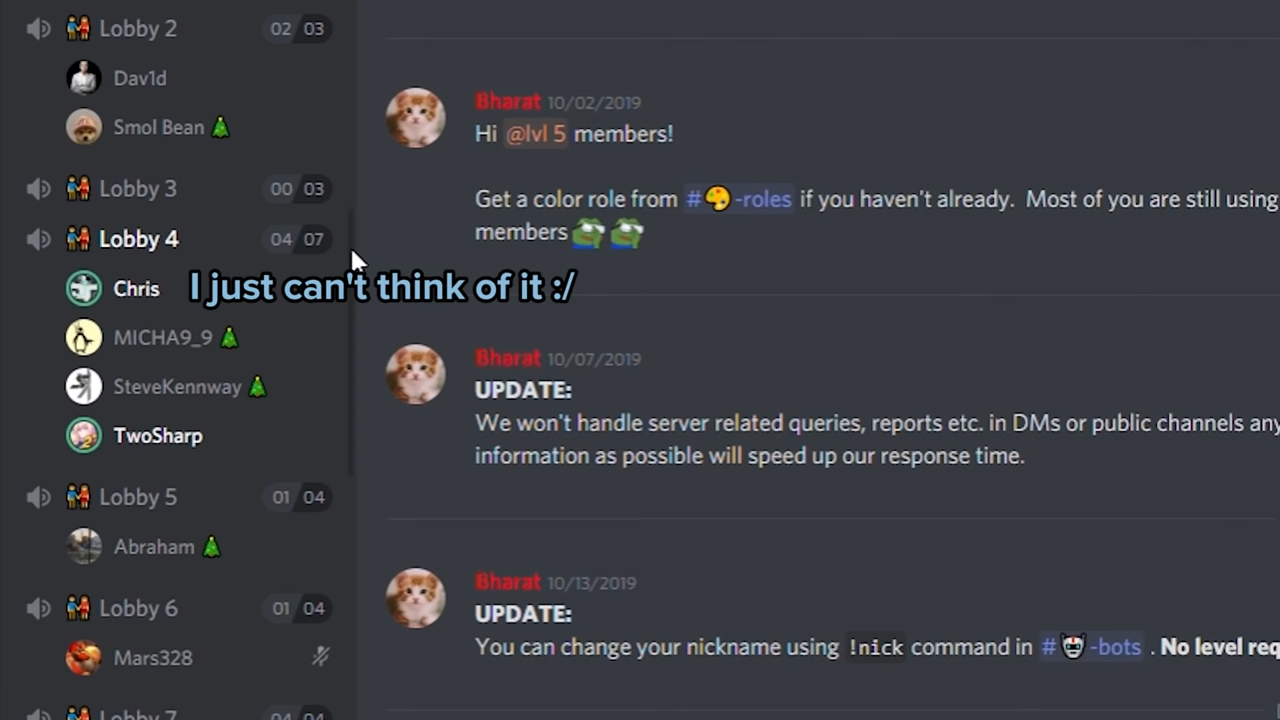 Lobby 2 02 03
Dav1d
Smol Bean
Lobby 3 00 03
Lobby 4 04 07
Chris
MICHA9_9
SteveKennway
TwoSharp
Lobby 5 01 04
Abraham
Lobby 6 01 04
Mars328
Lobby 7 04 04
I just can't think of it :/
Bharat 10/02/2019
Hi @lvl 5 members!
Get a color role from #-roles if you haven't already. Most of you are still using
members
Bharat 10/07/2019
UPDATE:
We won't handle server related queries, reports etc. in DMs or public channels any
information as possible will speed up our response time.
Bharat 10/13/2019
UPDATE:
You can change your nickname using !nick command in #-bots . No level req